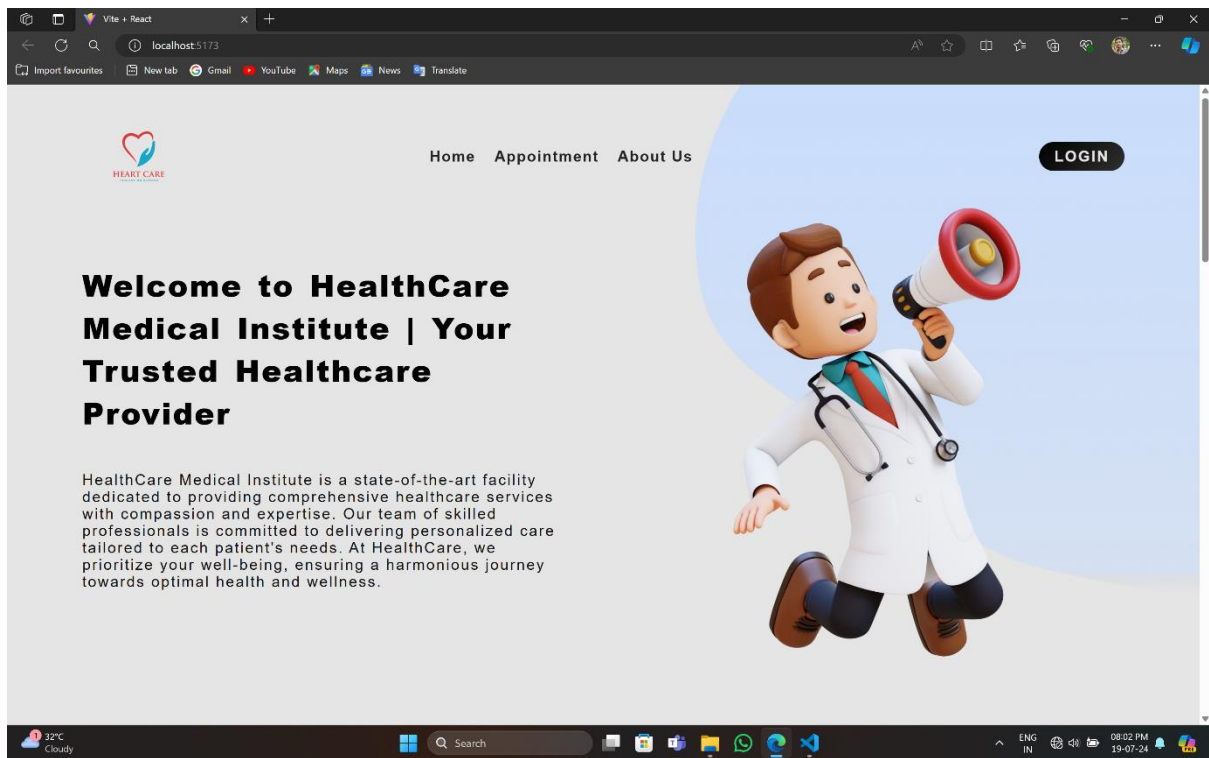 Vite + React
localhost:5173
Import favourites New tab Gmail YouTube Maps News Translate
HEART CARE
Home Appointment About Us LOGIN
Welcome to HealthCare
Medical Institute | Your
Trusted Healthcare
Provider
HealthCare Medical Institute is a state-of-the-art facility
dedicated to providing comprehensive healthcare services
with compassion and expertise. Our team of skilled
professionals is committed to delivering personalized care
tailored to each patient's needs. At HealthCare, we
prioritize your well-being, ensuring a harmonious journey
towards optimal health and wellness.
1 32°C
Cloudy
Search
ENG
IN
08:02 PM
19-07-24